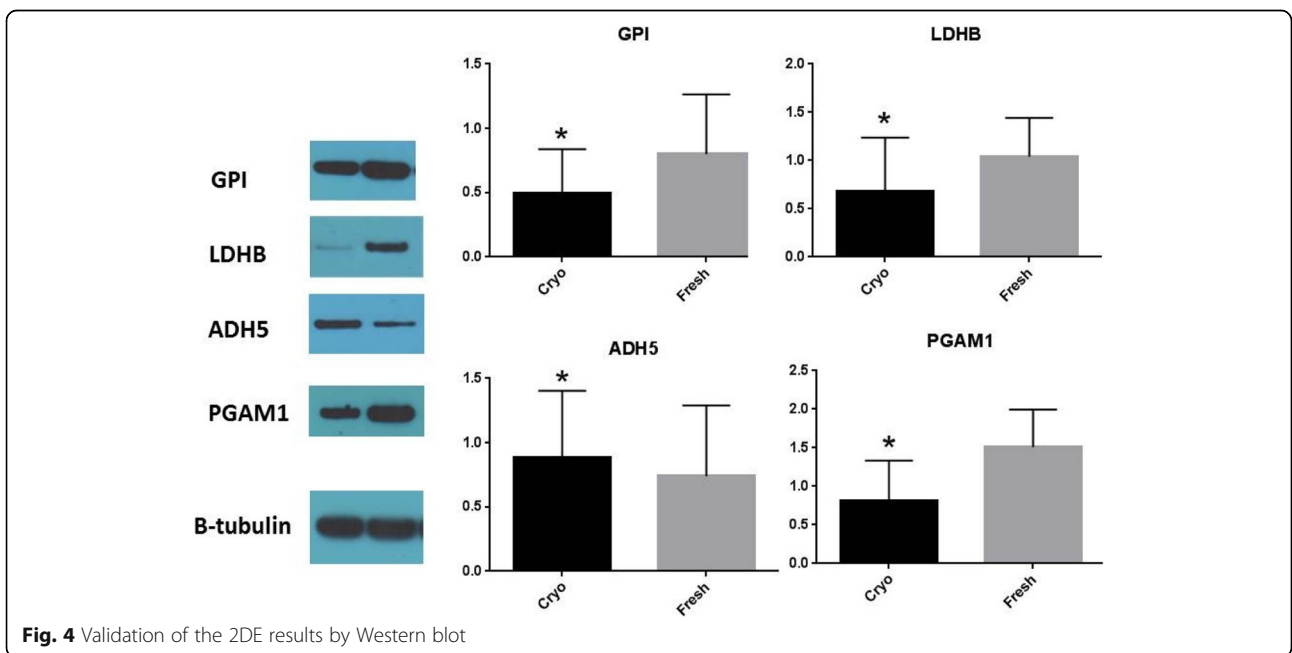 GPI
LDHB
ADH5
PGAM1
B-tubulin
GPI
1.5
1.0
0.5
0.0
*
Cryo
Fresh
LDHB
2.0
1.5
1.0
0.5
0.0
*
Cryo
Fresh
ADH5
1.5
1.0
0.5
0.0
*
Cryo
Fresh
PGAM1
2.5
2.0
1.5
1.0
0.5
0.0
*
Cryo
Fresh
Fig. 4 Validation of the 2DE results by Western blot